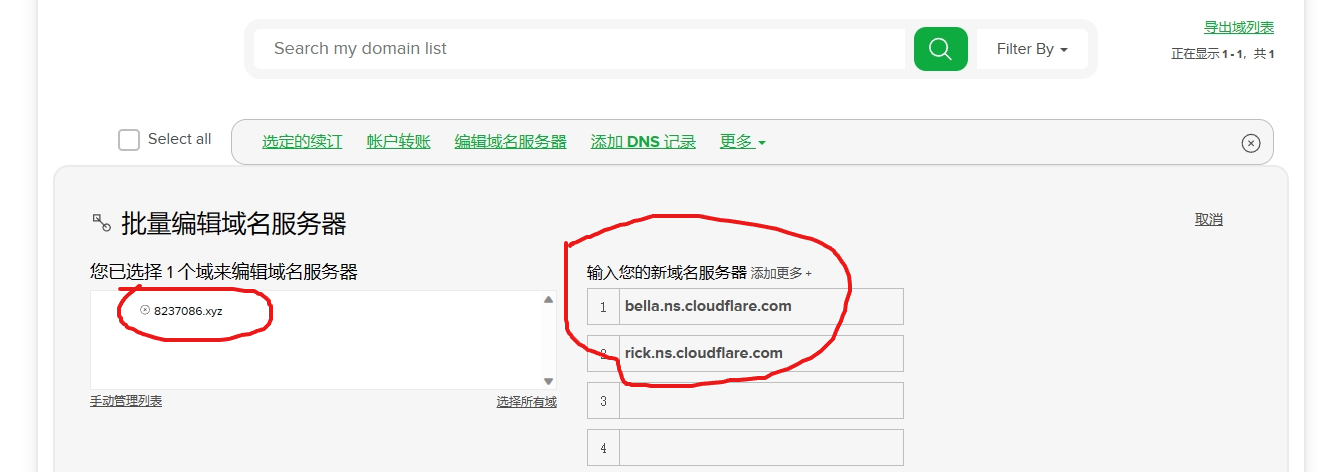 导出域列表
Search my domain list
Filter By
正在显示 1 - 1，共 1
Select all
选定的续订 帐户转账 编辑域名服务器 添加 DNS 记录 更多
批量编辑域名服务器
取消
您已选择 1 个域来编辑域名服务器
8237086.xyz
手动管理列表 选择所有域
输入您的新域名服务器 添加更多 +
1 bella.ns.cloudflare.com
2 rick.ns.cloudflare.com
3
4